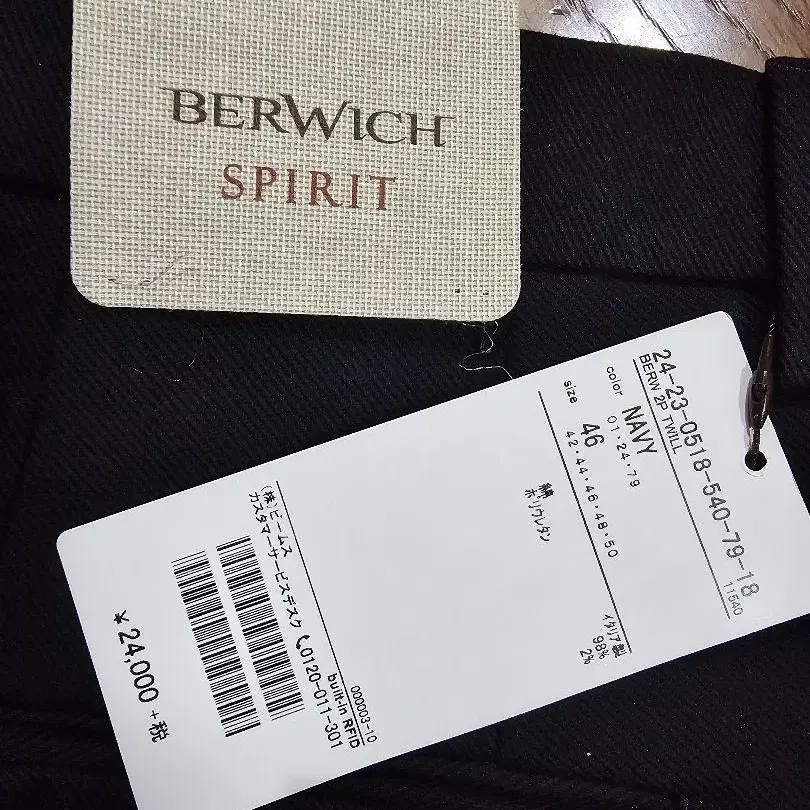 BERWICH
SPIRIT
24-23-0518-540-79-18
BERW 2P TWILL 11540
color NAVY
01・24・79
size 46
42・44・46・48・50
イタリア製
綿 98%
ポリウレタン 2%
(株)ビームス
カスタマーサービスデスク 0120-011-301
000003-10
built-in RFID
¥24,000+税